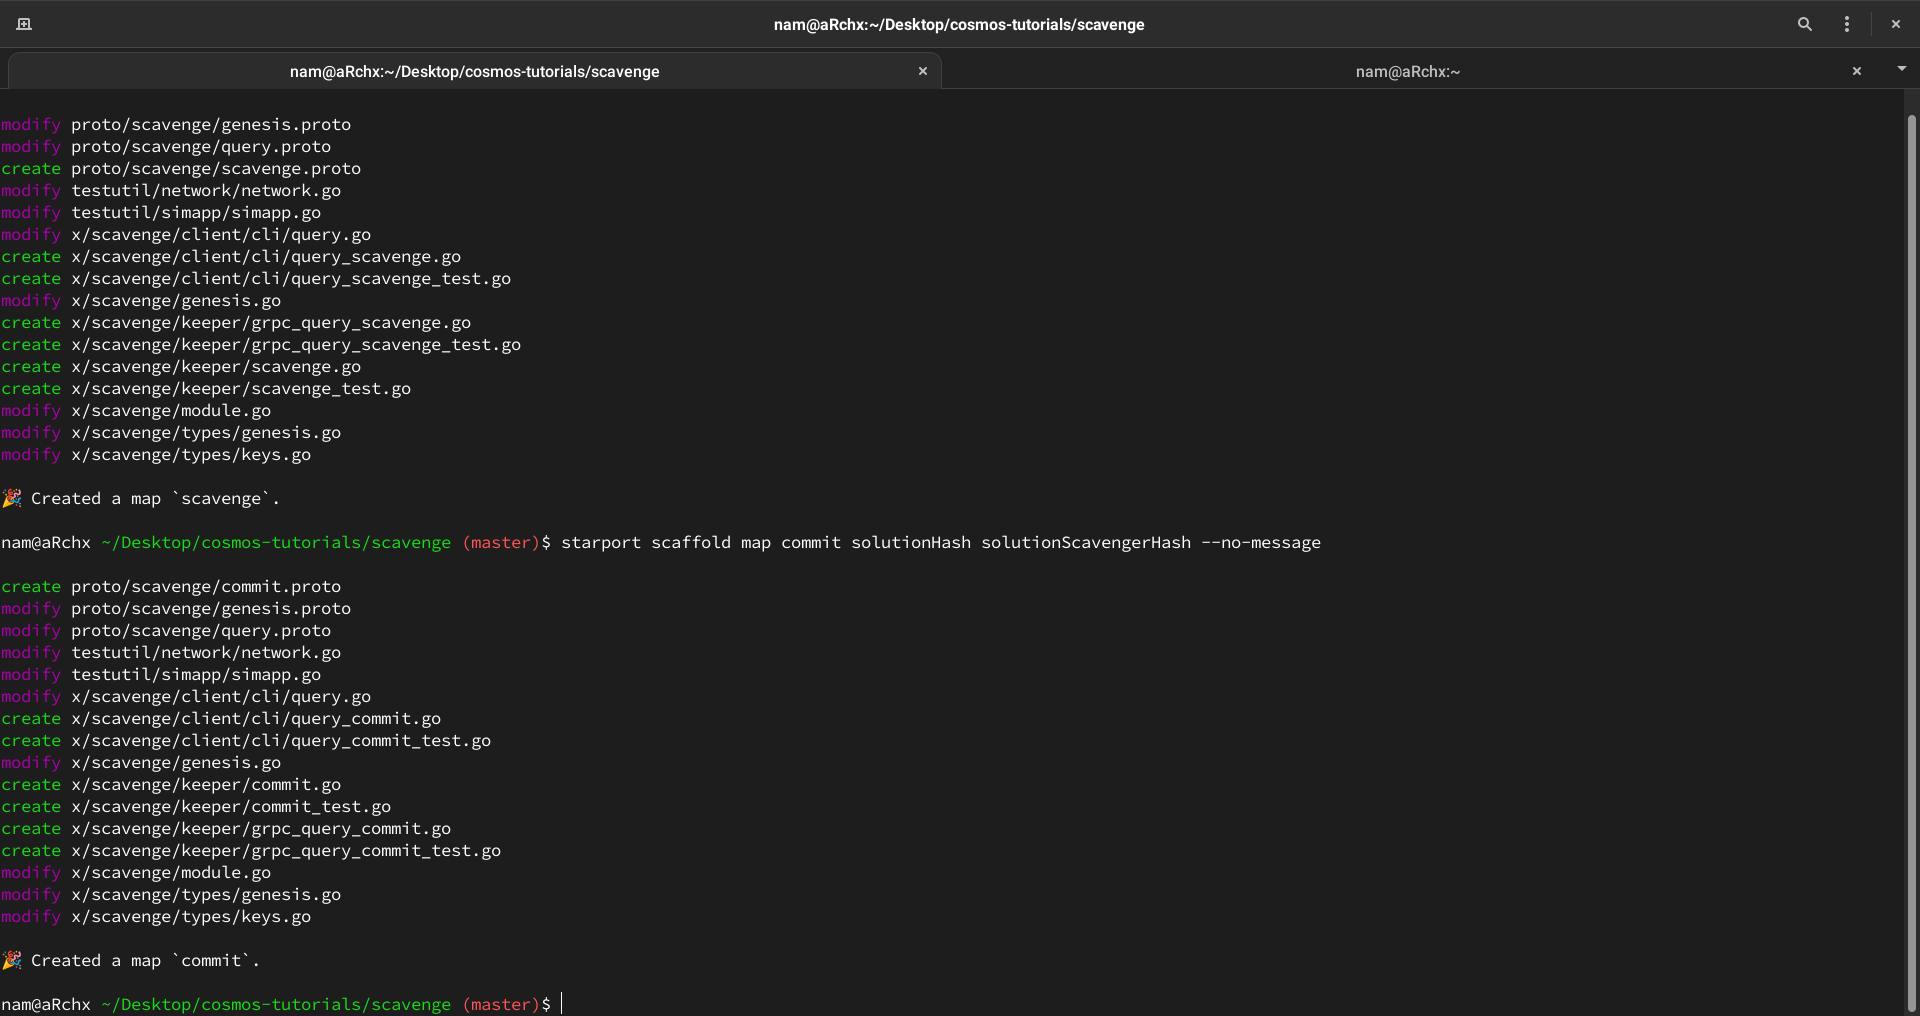 nam@aRchx:~/Desktop/cosmos-tutorials/scavenge
nam@aRchx:~/Desktop/cosmos-tutorials/scavenge nam@aRchx:~
modify proto/scavenge/genesis.proto
modify proto/scavenge/query.proto
create proto/scavenge/scavenge.proto
modify testutil/network/network.go
modify testutil/simapp/simapp.go
modify x/scavenge/client/cli/query.go
create x/scavenge/client/cli/query_scavenge.go
create x/scavenge/client/cli/query_scavenge_test.go
modify x/scavenge/genesis.go
create x/scavenge/keeper/grpc_query_scavenge.go
create x/scavenge/keeper/grpc_query_scavenge_test.go
create x/scavenge/keeper/scavenge.go
create x/scavenge/keeper/scavenge_test.go
modify x/scavenge/module.go
modify x/scavenge/types/genesis.go
modify x/scavenge/types/keys.go
🎉 Created a map `scavenge`.
nam@aRchx ~/Desktop/cosmos-tutorials/scavenge (master)$ starport scaffold map commit solutionHash solutionScavengerHash --no-message
create proto/scavenge/commit.proto
modify proto/scavenge/genesis.proto
modify proto/scavenge/query.proto
modify testutil/network/network.go
modify testutil/simapp/simapp.go
modify x/scavenge/client/cli/query.go
create x/scavenge/client/cli/query_commit.go
create x/scavenge/client/cli/query_commit_test.go
modify x/scavenge/genesis.go
create x/scavenge/keeper/commit.go
create x/scavenge/keeper/commit_test.go
create x/scavenge/keeper/grpc_query_commit.go
create x/scavenge/keeper/grpc_query_commit_test.go
modify x/scavenge/module.go
modify x/scavenge/types/genesis.go
modify x/scavenge/types/keys.go
🎉 Created a map `commit`.
nam@aRchx ~/Desktop/cosmos-tutorials/scavenge (master)$